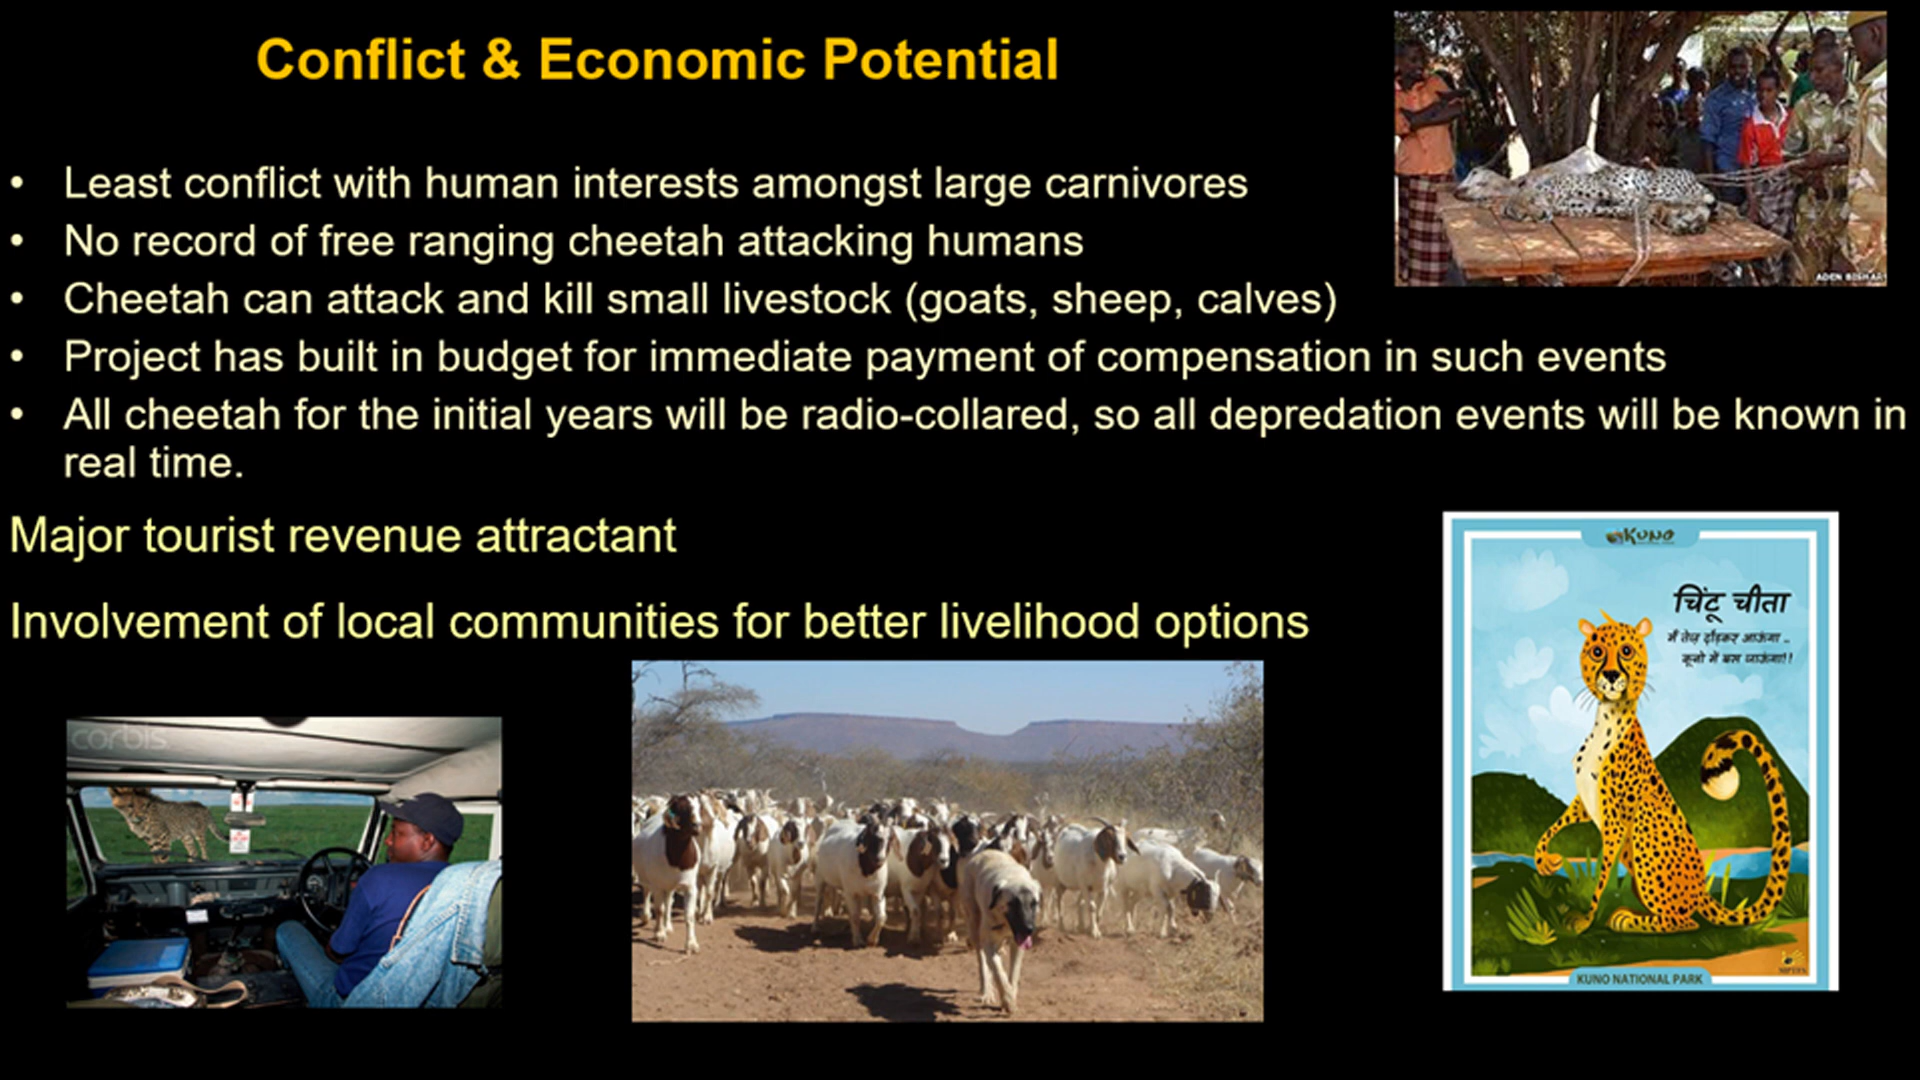 Conflict & Economic Potential
• Least conflict with human interests amongst large carnivores
• No record of free ranging cheetah attacking humans
• Cheetah can attack and kill small livestock (goats, sheep, calves)
• Project has built in budget for immediate payment of compensation in such events
• All cheetah for the initial years will be radio-collared, so all depredation events will be known in
real time.
Major tourist revenue attractant
Involvement of local communities for better livelihood options
corbis
KUNO
चिंटू चीता
मैं तेज़ दौड़कर आऊंगा ..
कूनो में बस जाऊंगा!!
KUNO NATIONAL PARK